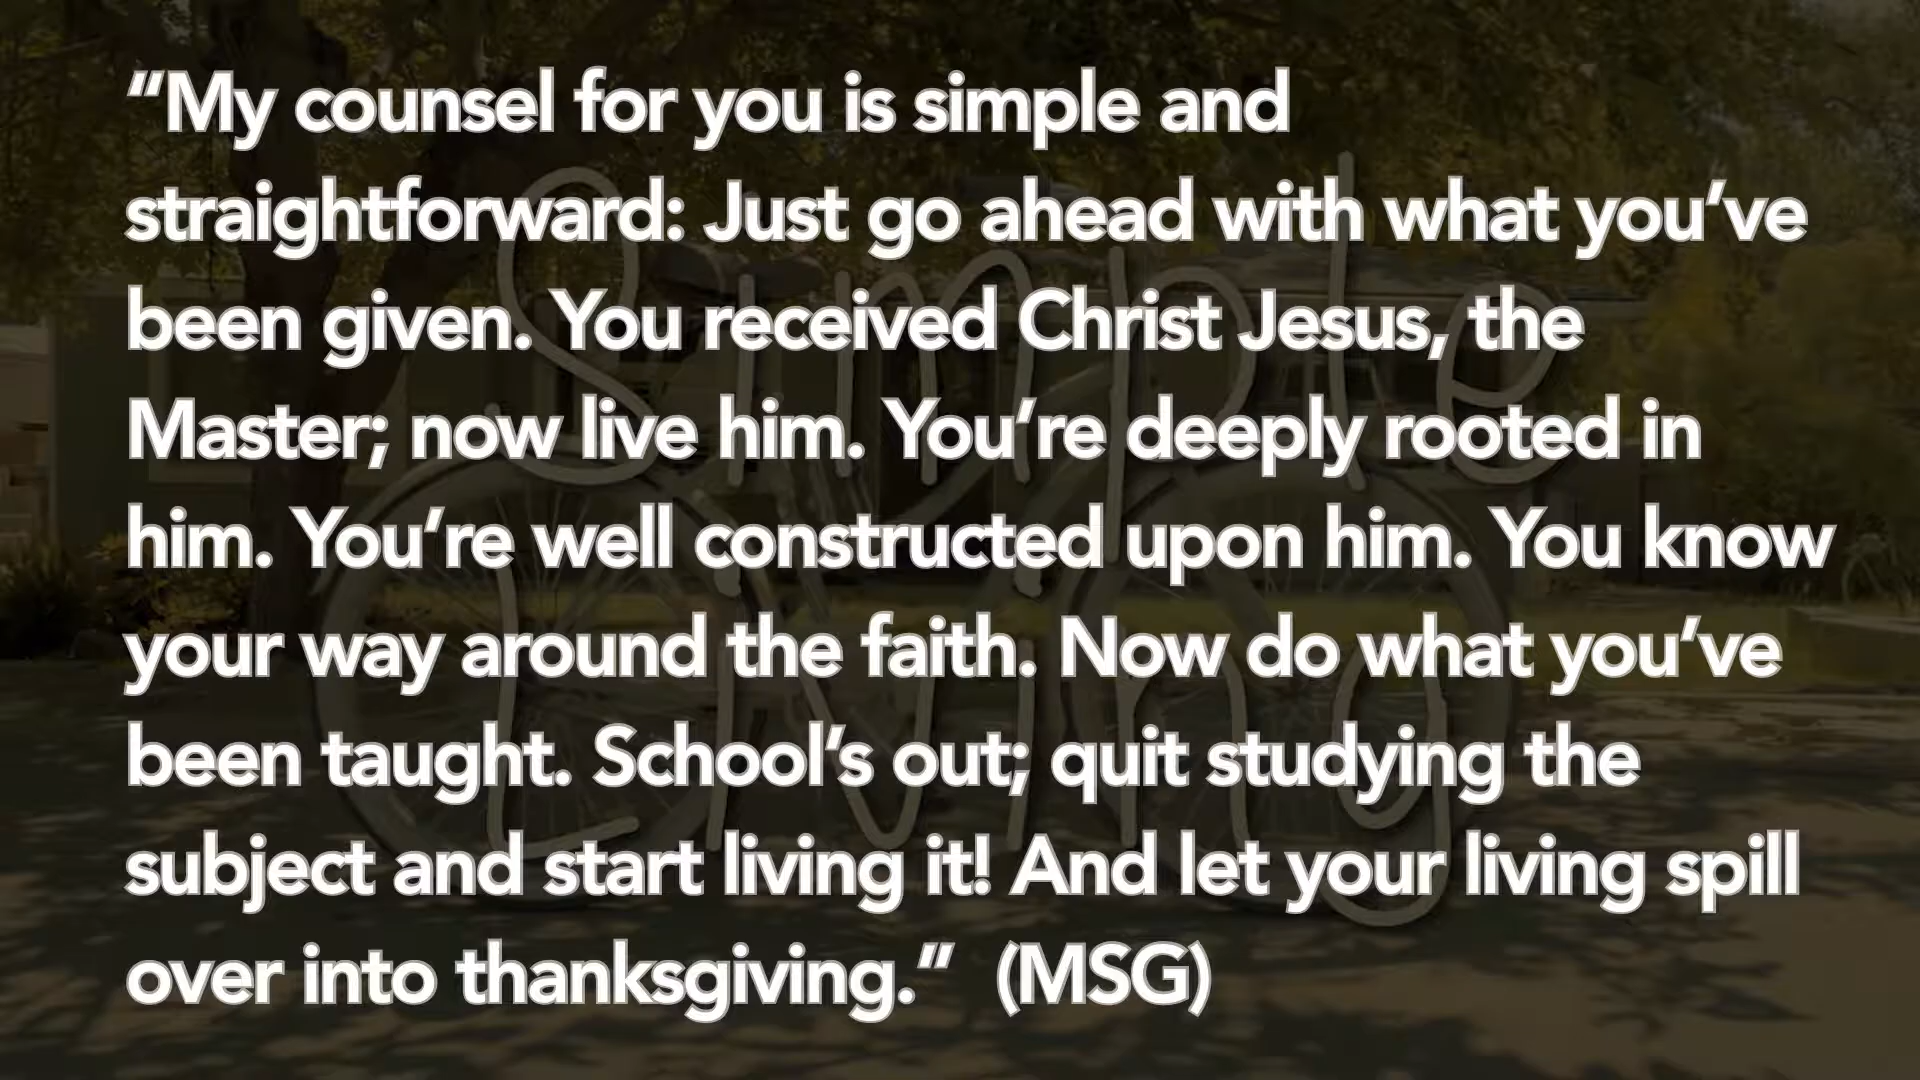 “My counsel for you is simple and
straightforward: Just go ahead with what you’ve
been given. You received Christ Jesus, the
Master; now live him. You’re deeply rooted in
him. You’re well constructed upon him. You know
your way around the faith. Now do what you’ve
been taught. School’s out; quit studying the
subject and start living it! And let your living spill
over into thanksgiving.” (MSG)
Simple
Living